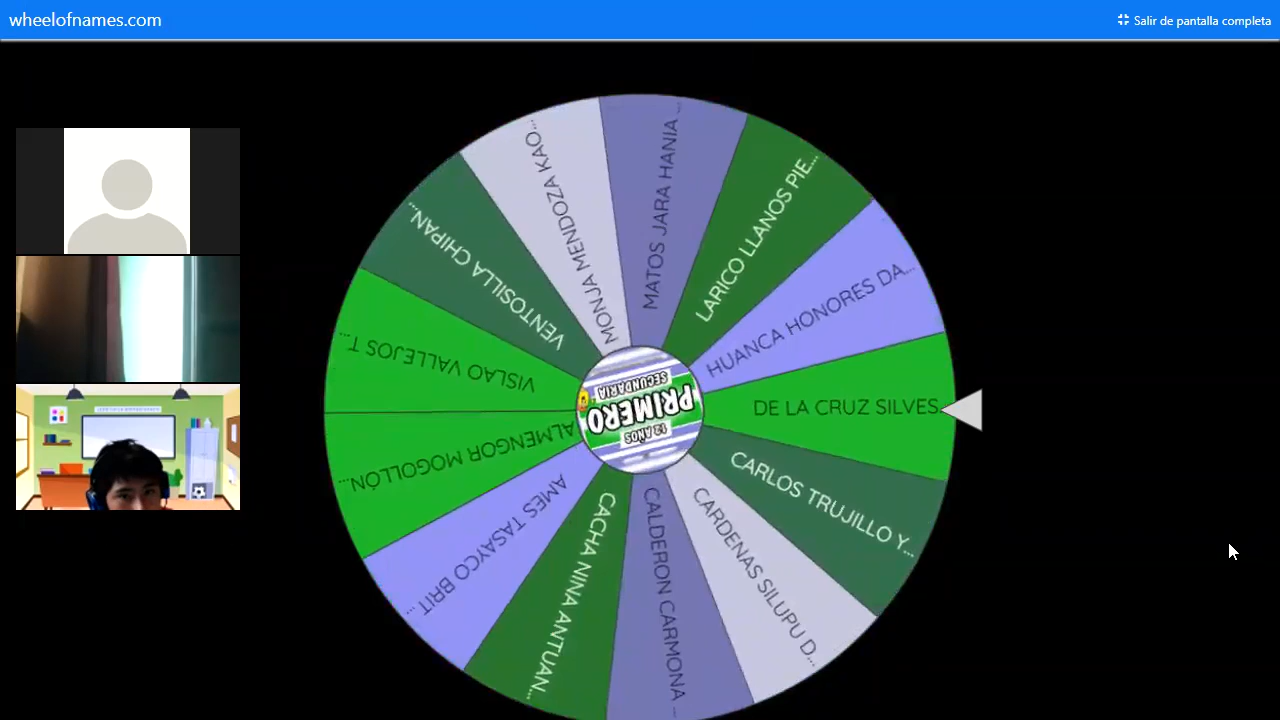 wheelofnames.com
Salir de pantalla completa
MONJA MENDOZA KAO...
MATOS JARA HANIA ...
LARICO LLANOS PIE...
HUANCA HONORES DA...
DE LA CRUZ SILVES
CARLOS TRUJILLO Y...
CARDENAS SILUPU D...
CALDERON CARMONA ...
CACHA NINA ANTUAN...
AMES TASAYCO BRIT...
ALMENGOR MOGOLLÓN...
VISLAO VALLEJOS T...
VENTOSILLA CHIPAN...
12 AÑOS
PRIMERO
SECUNDARIA